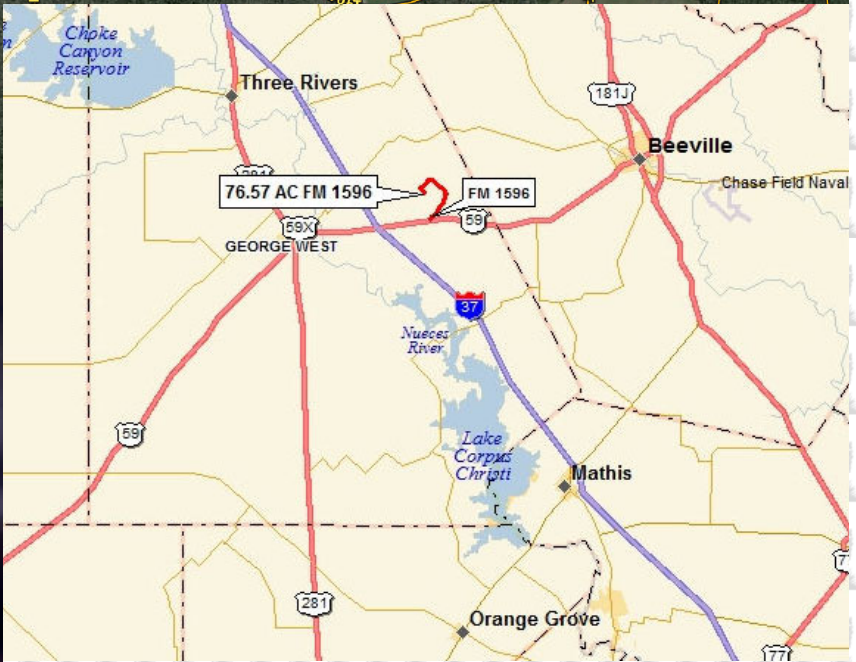 Choke
Canyon
Reservoir
Three Rivers
181J
Beeville
Chase Field Naval
281
76.57 AC FM 1596
FM 1596
59X
59
GEORGE WEST
37
Nueces
River
59
Lake
Corpus
Christi
Mathis
281
Orange Grove
77